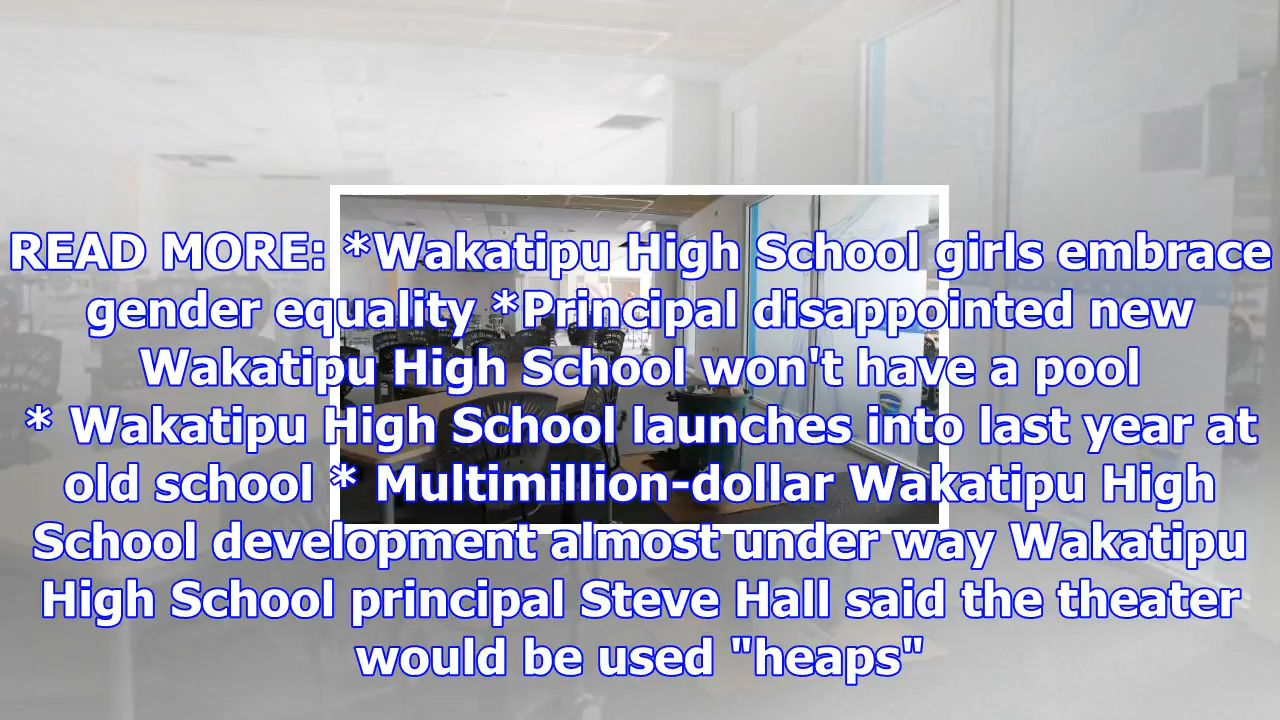 READ MORE: *Wakatipu High School girls embrace
gender equality *Principal disappointed new
Wakatipu High School won't have a pool
* Wakatipu High School launches into last year at
old school * Multimillion-dollar Wakatipu High
School development almost under way Wakatipu
High School principal Steve Hall said the theater
would be used "heaps"